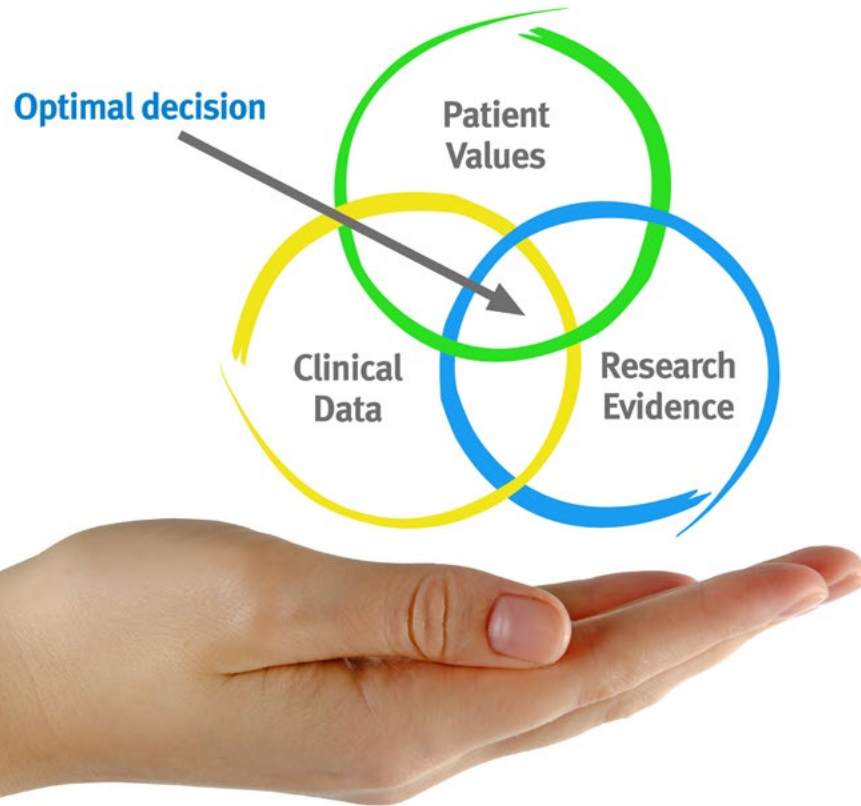 Optimal decision
Patient
Values
Clinical
Data
Research
Evidence